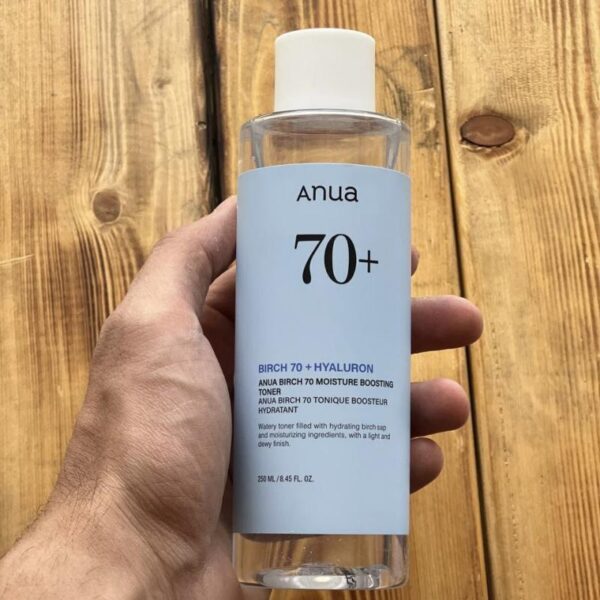 Anua
70+
BIRCH 70 + HYALURON
ANUA BIRCH 70 MOISTURE BOOSTING
TONER
ANUA BIRCH 70 TONIQUE BOOSTEUR
HYDRATANT
Watery toner filled with hydrating birch sap
and moisturizing ingredients, with a light and
dewy finish.
250 ML / 8.45 FL. OZ.